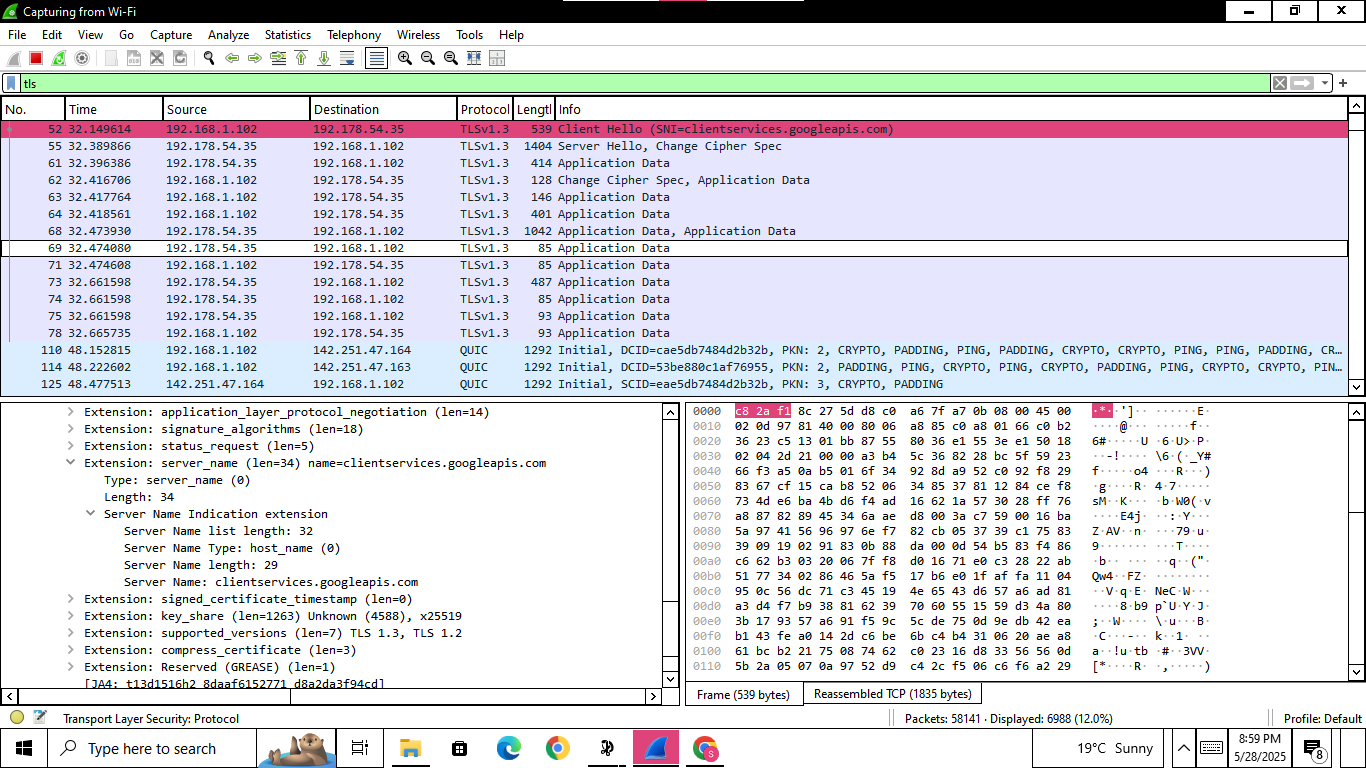 Capturing from Wi-Fi
File Edit View Go Capture Analyze Statistics Telephony Wireless Tools Help
tls
No. Time Source Destination Protocol Lengtl Info
52 32.149614 192.168.1.102 192.178.54.35 TLSv1.3 539 Client Hello (SNI=clientservices.googleapis.com)
55 32.389866 192.178.54.35 192.168.1.102 TLSv1.3 1404 Server Hello, Change Cipher Spec
61 32.396386 192.178.54.35 192.168.1.102 TLSv1.3 414 Application Data
62 32.416706 192.168.1.102 192.178.54.35 TLSv1.3 128 Change Cipher Spec, Application Data
63 32.417764 192.168.1.102 192.178.54.35 TLSv1.3 146 Application Data
64 32.418561 192.168.1.102 192.178.54.35 TLSv1.3 401 Application Data
68 32.473930 192.178.54.35 192.168.1.102 TLSv1.3 1042 Application Data, Application Data
69 32.474080 192.178.54.35 192.168.1.102 TLSv1.3 85 Application Data
71 32.474608 192.168.1.102 192.178.54.35 TLSv1.3 85 Application Data
73 32.661598 192.178.54.35 192.168.1.102 TLSv1.3 487 Application Data
74 32.661598 192.178.54.35 192.168.1.102 TLSv1.3 85 Application Data
75 32.661598 192.178.54.35 192.168.1.102 TLSv1.3 93 Application Data
78 32.665735 192.168.1.102 192.178.54.35 TLSv1.3 93 Application Data
110 48.152815 192.168.1.102 142.251.47.164 QUIC 1292 Initial, DCID=cae5db7484d2b32b, PKN: 2, CRYPTO, PADDING, PING, PADDING, CRYPTO, CRYPTO, PING, PING, PADDING, CR…
114 48.222602 192.168.1.102 142.251.47.163 QUIC 1292 Initial, DCID=53be880c1af76955, PKN: 2, PADDING, CRYPTO, PING, CRYPTO, PADDING, PING, PADDING, CRYPTO, PIN…
125 48.477513 142.251.47.164 192.168.1.102 QUIC 1292 Initial, SCID=eae5db7484d2b32b, PKN: 3, CRYPTO, PADDING
Extension: application_layer_protocol_negotiation (len=14)
Extension: signature_algorithms (len=18)
Extension: status_request (len=5)
Extension: server_name (len=34) name=clientservices.googleapis.com
Type: server_name (0)
Length: 34
Server Name Indication extension
Server Name list length: 32
Server Name Type: host_name (0)
Server Name length: 29
Server Name: clientservices.googleapis.com
Extension: signed_certificate_timestamp (len=0)
Extension: key_share (len=1263) Unknown (4588), x25519
Extension: supported_versions (len=7) TLS 1.3, TLS 1.2
Extension: compress_certificate (len=3)
Extension: Reserved (GREASE) (len=1)
[JA4: t13d1516h2_8daaf6152771_d8a2da3f94cd]
0000 c8 2a f1 8c 27 5d d8 c0 a6 7f a7 0b 08 00 45 00 ·*··']·· ······E·
0010 02 0d 97 81 40 00 80 06 a8 85 c0 a8 01 66 c0 b2 ····@··· ·····f··
0020 36 23 c5 13 01 bb 87 55 80 36 e1 55 3e e1 50 18 6#·····U ·6·U>·P·
0030 02 04 2d 21 00 00 a3 b4 5c 36 82 28 bc 5f 59 23 ··-!···· \6·(·_Y#
0040 66 f3 a5 0a b5 01 6f 34 92 8d a9 52 c0 92 f8 29 f·····o4 ···R···)
0050 83 67 cf 15 ca b8 52 06 34 85 37 81 12 84 ce f8 ·g····R· 4·7·····
0060 73 4d e6 ba 4b d6 f4 ad 16 62 1a 57 30 28 ff 76 sM··K··· ·b·W0(·v
0070 a8 87 82 89 45 34 6a ae d8 00 3a c7 59 00 16 ba ····E4j· ··:·Y···
0080 5a 97 41 56 96 97 6e f7 82 cb 05 37 39 c1 75 83 Z·AV··n· ···79·u·
0090 39 09 19 02 91 83 0b 88 da 00 0d 54 b5 83 f4 86 9······· ···T····
00a0 c6 62 b3 03 20 06 7f f8 d0 16 71 e0 c3 28 22 ab ·b·· ··· ··q··("·
00b0 51 77 34 02 86 46 5a f5 17 b6 e0 1f af fa 11 04 Qw4··FZ· ········
00c0 95 0c 56 dc 71 c3 45 19 4e 65 43 d6 57 a6 ad 81 ··V·q·E· NeC·W···
00d0 a3 d4 f7 b9 38 81 62 39 70 60 55 15 59 d3 4a 80 ····8·b9 p`U·Y·J·
00e0 3b 17 93 57 a6 91 f5 9c 5c de 75 0d 9e db 42 ea ;··W···· \·u···B·
00f0 b1 43 fe a0 14 2d c6 be 6b c4 b4 31 06 20 ae a8 ·C···-·· k··1· ··
0100 61 bc b2 21 75 08 74 62 c0 23 16 d8 33 56 56 0d a··!u·tb ·#··3VV·
0110 5b 2a 05 07 0a 97 52 d9 c4 2c f5 06 c6 f6 a2 29 [*····R· ·,·····)
Frame (539 bytes) Reassembled TCP (1835 bytes)
Transport Layer Security: Protocol Packets: 58141 · Displayed: 6988 (12.0%) Profile: Default
Type here to search 19°C Sunny 8:59 PM
5/28/2025 8